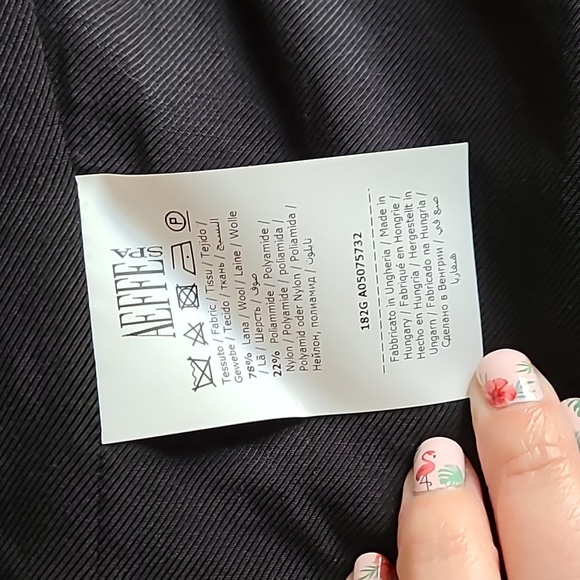 AEFFE SPA
P
Tessuto / Fabric / Tissu / Tejido /
Gewebe / Tecido / ткань / النسيج
78% Lana / Wool / Laine / Wolle
/ Lã / Шерсть / صوف
22% Poliammide / Polyamide /
Nylon / Polyamide / poliamida /
Polyamid oder Nylon / Poliamida /
Нейлон, полиамид / نايلون
182G A05075732
Fabbricato in Ungheria / Made in
Hungary / Fabriqué en Hongrie /
Hecho en Hungría / Hergestellt in
Ungarn / Fabricado na Hungria /
Сделано в Венгрии / صنع في
هنغاريا